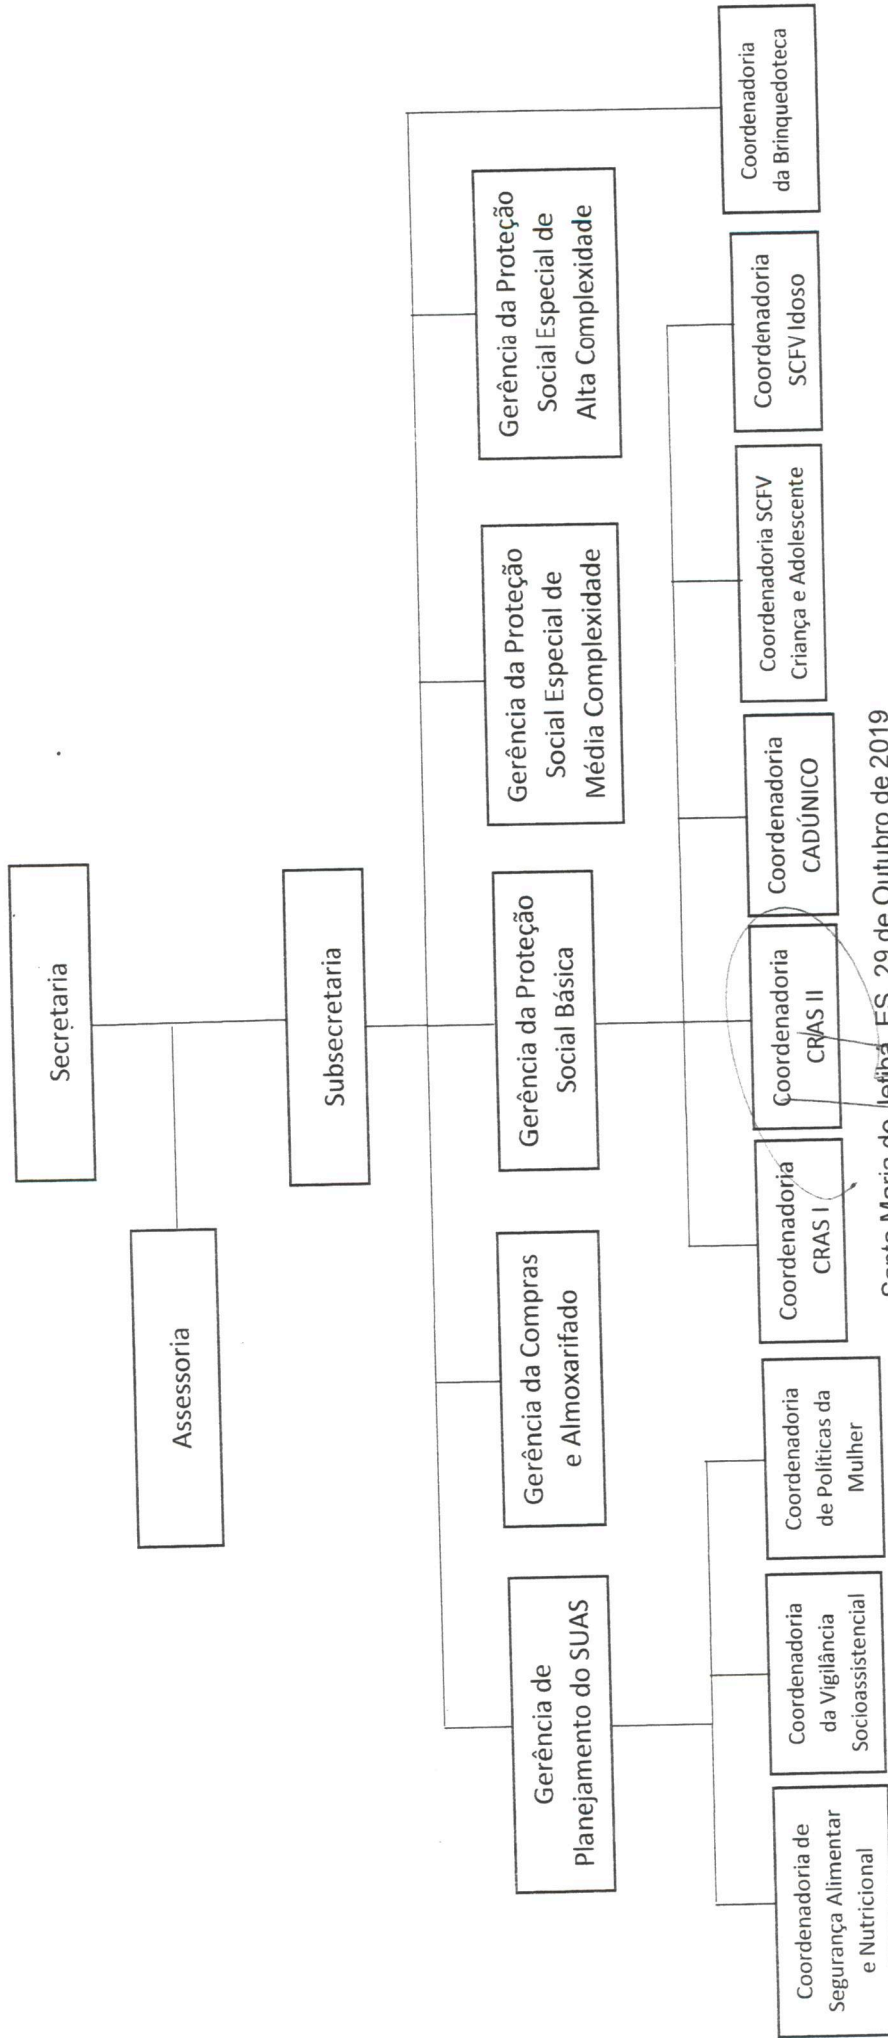 Secretaria
Assessoria
Subsecretaria
Gerência de
Planejamento do SUAS
Gerência da Compras
e Almoxarifado
Gerência da Proteção
Social Básica
Gerência da Proteção
Social Especial de
Média Complexidade
Gerência da Proteção
Social Especial de
Alta Complexidade
Coordenadoria de
Segurança Alimentar
e Nutricional
Coordenadoria
da Vigilância
Socioassistencial
Coordenadoria
de Políticas da
Mulher
Coordenadoria
CRAS I
Coordenadoria
CRAS II
Coordenadoria
CADÚNICO
Coordenadoria SCFV
Criança e Adolescente
Coordenadoria
SCFV Idoso
Coordenadoria
da Brinquedoteca
Santa Maria de Jetibá, ES, 29 de Outubro de 2019